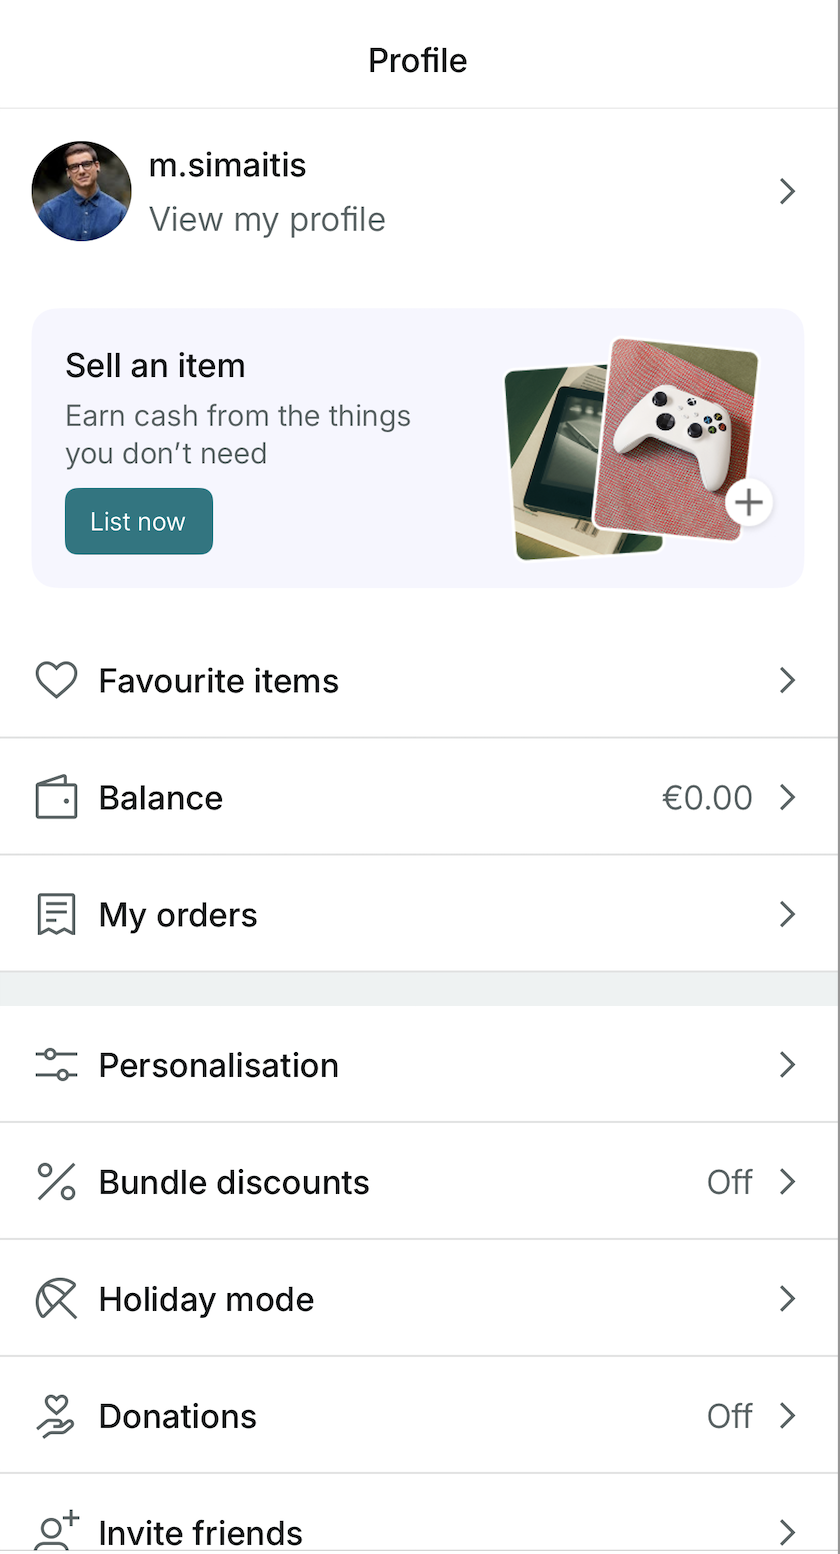 Profile
m.simaitis
View my profile
Sell an item
Earn cash from the things
you don’t need
List now
Favourite items
Balance
€0.00
My orders
Personalisation
Bundle discounts
Off
Holiday mode
Donations
Off
Invite friends